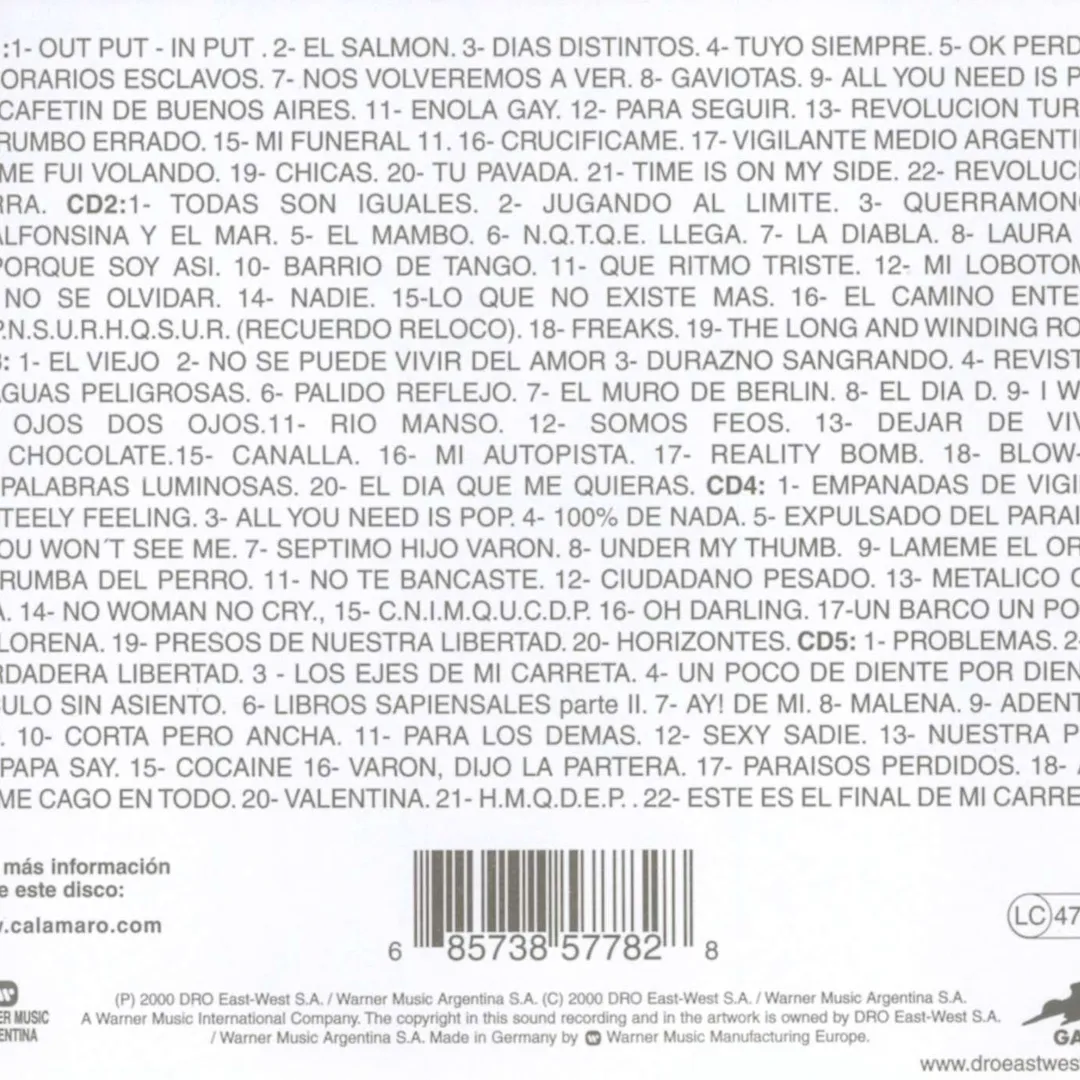 :1- OUT PUT - IN PUT . 2- EL SALMON. 3- DIAS DISTINTOS. 4- TUYO SIEMPRE. 5- OK PERD
ORARIOS ESCLAVOS. 7- NOS VOLVEREMOS A VER. 8- GAVIOTAS. 9- ALL YOU NEED IS P
CAFETIN DE BUENOS AIRES. 11- ENOLA GAY. 12- PARA SEGUIR. 13- REVOLUCION TUR
RUMBO ERRADO. 15- MI FUNERAL 11. 16- CRUCIFICAME. 17- VIGILANTE MEDIO ARGENTI
ME FUI VOLANDO. 19- CHICAS. 20- TU PAVADA. 21- TIME IS ON MY SIDE. 22- REVOLUCI
RRA. CD2:1- TODAS SON IGUALES. 2- JUGANDO AL LIMITE. 3- QUERRAMONO
ALFONSINA Y EL MAR. 5- EL MAMBO. 6- N.Q.T.Q.E. LLEGA. 7- LA DIABLA. 8- LAURA
PORQUE SOY ASI. 10- BARRIO DE TANGO. 11- QUE RITMO TRISTE. 12- MI LOBOTOM
NO SE OLVIDAR. 14- NADIE. 15-LO QUE NO EXISTE MAS. 16- EL CAMINO ENTE
P.N.S.U.R.H.Q.S.U.R. (RECUERDO RELOCO). 18- FREAKS. 19- THE LONG AND WINDING RO
: 1- EL VIEJO 2- NO SE PUEDE VIVIR DEL AMOR 3- DURAZNO SANGRANDO. 4- REVIST
GUAS PELIGROSAS. 6- PALIDO REFLEJO. 7- EL MURO DE BERLIN. 8- EL DIA D. 9- I W
OJOS DOS OJOS.11- RIO MANSO. 12- SOMOS FEOS. 13- DEJAR DE VIV
CHOCOLATE.15- CANALLA. 16- MI AUTOPISTA. 17- REALITY BOMB. 18- BLOW-
PALABRAS LUMINOSAS. 20- EL DIA QUE ME QUIERAS. CD4: 1- EMPANADAS DE VIGI
TEELY FEELING. 3- ALL YOU NEED IS POP. 4- 100% DE NADA. 5- EXPULSADO DEL PARAI
OU WON´T SEE ME. 7- SEPTIMO HIJO VARON. 8- UNDER MY THUMB. 9- LAMEME EL OR
RUMBA DEL PERRO. 11- NO TE BANCASTE. 12- CIUDADANO PESADO. 13- METALICO C
A. 14- NO WOMAN NO CRY., 15- C.N.I.M.Q.U.C.D.P. 16- OH DARLING. 17-UN BARCO UN PO
LORENA. 19- PRESOS DE NUESTRA LIBERTAD. 20- HORIZONTES. CD5: 1- PROBLEMAS. 2-
RDADERA LIBERTAD. 3 - LOS EJES DE MI CARRETA. 4- UN POCO DE DIENTE POR DIEN
ULO SIN ASIENTO. 6- LIBROS SAPIENSALES parte II. 7- AY! DE MI. 8- MALENA. 9- ADENT
. 10- CORTA PERO ANCHA. 11- PARA LOS DEMAS. 12- SEXY SADIE. 13- NUESTRA P
PAPA SAY. 15- COCAINE 16- VARON, DIJO LA PARTERA. 17- PARAISOS PERDIDOS. 18- A
ME CAGO EN TODO. 20- VALENTINA. 21- H.M.Q.D.E.P. . 22- ESTE ES EL FINAL DE MI CARRE
más información
e este disco:
.calamaro.com
6 85738 57782 8
LC 47
(P) 2000 DRO East-West S.A. / Warner Music Argentina S.A. (C) 2000 DRO East-West S.A. / Warner Music Argentina S.A.
ER MUSIC
A Warner Music International Company. The copyright in this sound recording and in the artwork is owned by DRO East-West S.A.
ENTINA
/ Warner Music Argentina S.A. Made in Germany by Warner Music Manufacturing Europe.
GA
www.droeastwes